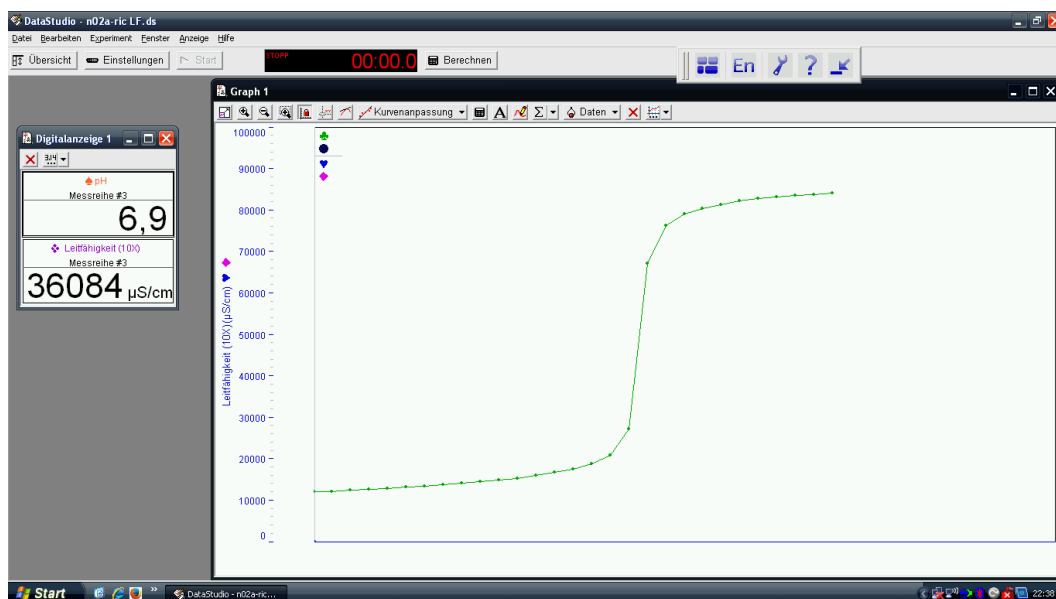 DataStudio - n02a-ric LF.ds
Datei Bearbeiten Experiment Fenster Anzeige Hilfe
Übersicht Einstellungen Start STOPP 00:00.0 Berechnen
En
Graph 1
Kurvenanpassung A Σ Daten
Digitalanzeige 1
3.14
pH
Messreihe #3
6,9
Leitfähigkeit (10X)
Messreihe #3
36084 µS/cm
100000
90000
80000
70000
60000
50000
40000
30000
20000
10000
0
Leitfähigkeit (10X)(µS/cm)
Start
DataStudio - n02a-ric...
22:38